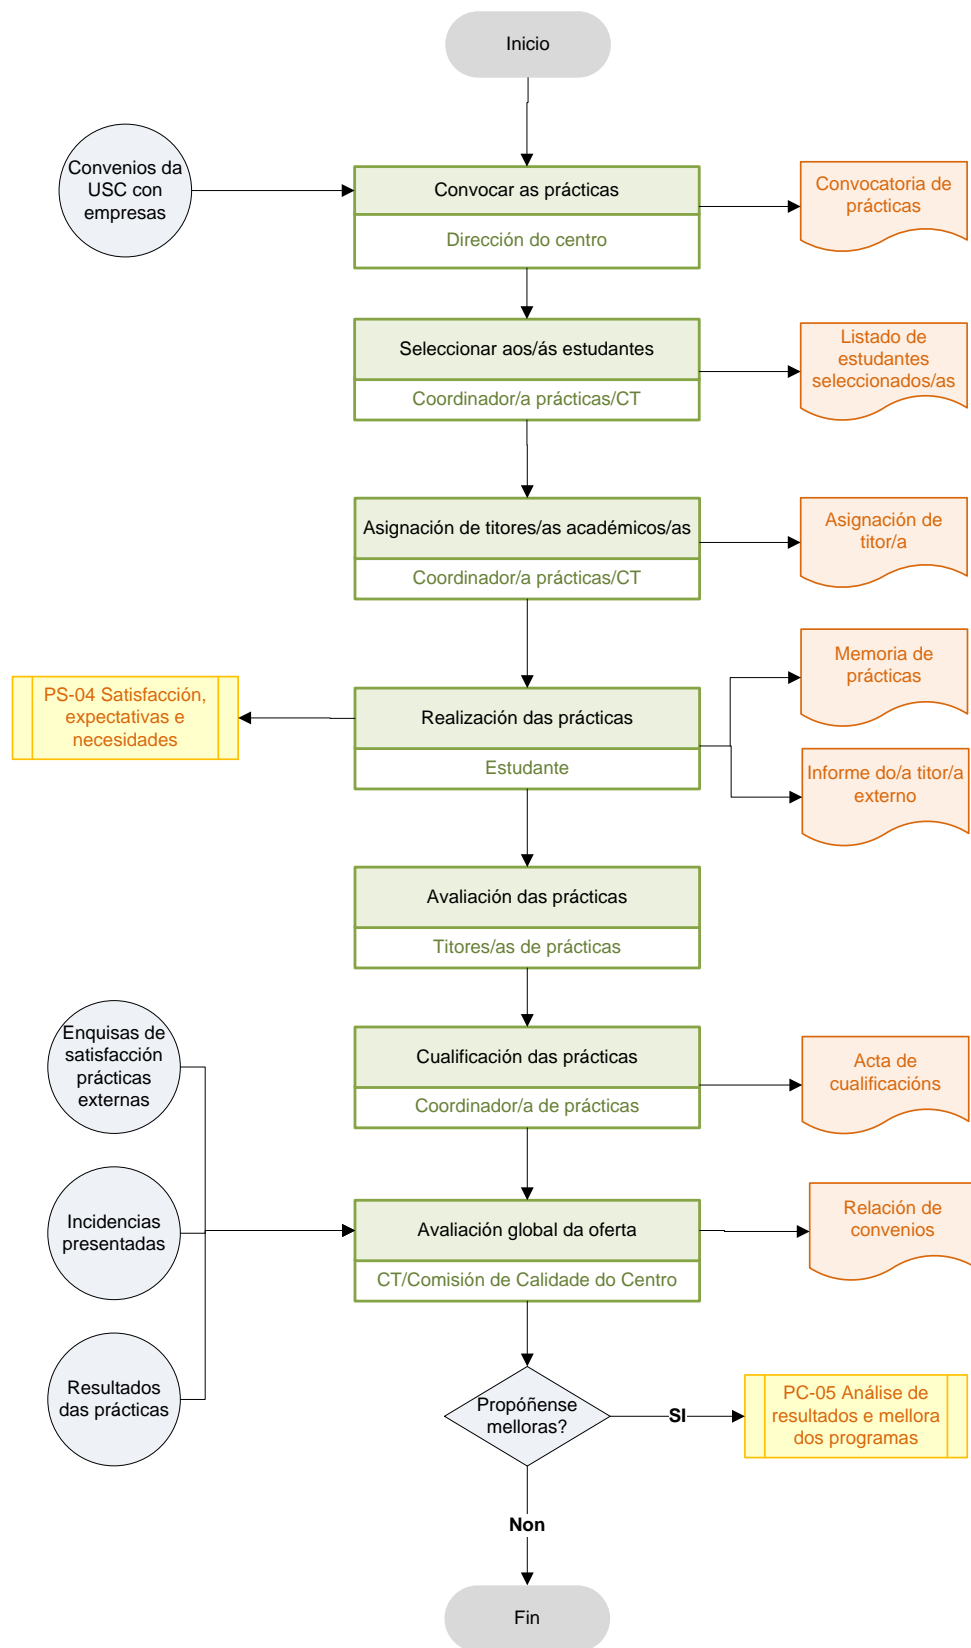 Inicio
Convenios da
USC con
empresas
Convocar as prácticas
Dirección do centro
Convocatoria de
prácticas
Seleccionar aos/ás estudantes
Coordinador/a prácticas/CT
Listado de
estudantes
seleccionados/as
Asignación de titores/as académicos/as
Coordinador/a prácticas/CT
Asignación de
titor/a
PS-04 Satisfacción,
expectativas e
necesidades
Realización das prácticas
Estudante
Memoria de
prácticas
Informe do/a titor/a
externo
Avaliación das prácticas
Titores/as de prácticas
Enquisas de
satisfacción
prácticas
externas
Cualificación das prácticas
Coordinador/a de prácticas
Acta de
cualificacións
Incidencias
presentadas
Avaliación global da oferta
CT/Comisión de Calidade do Centro
Relación de
convenios
Resultados
das prácticas
Propóñense
melloras?
SI
PC-05 Análise de
resultados e mellora
dos programas
Non
Fin